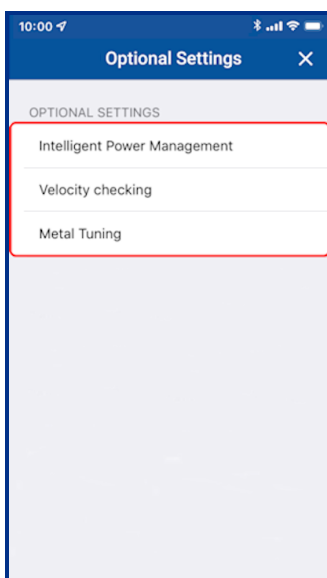 10:00
Optional Settings
OPTIONAL SETTINGS
Intelligent Power Management
Velocity checking
Metal Tuning